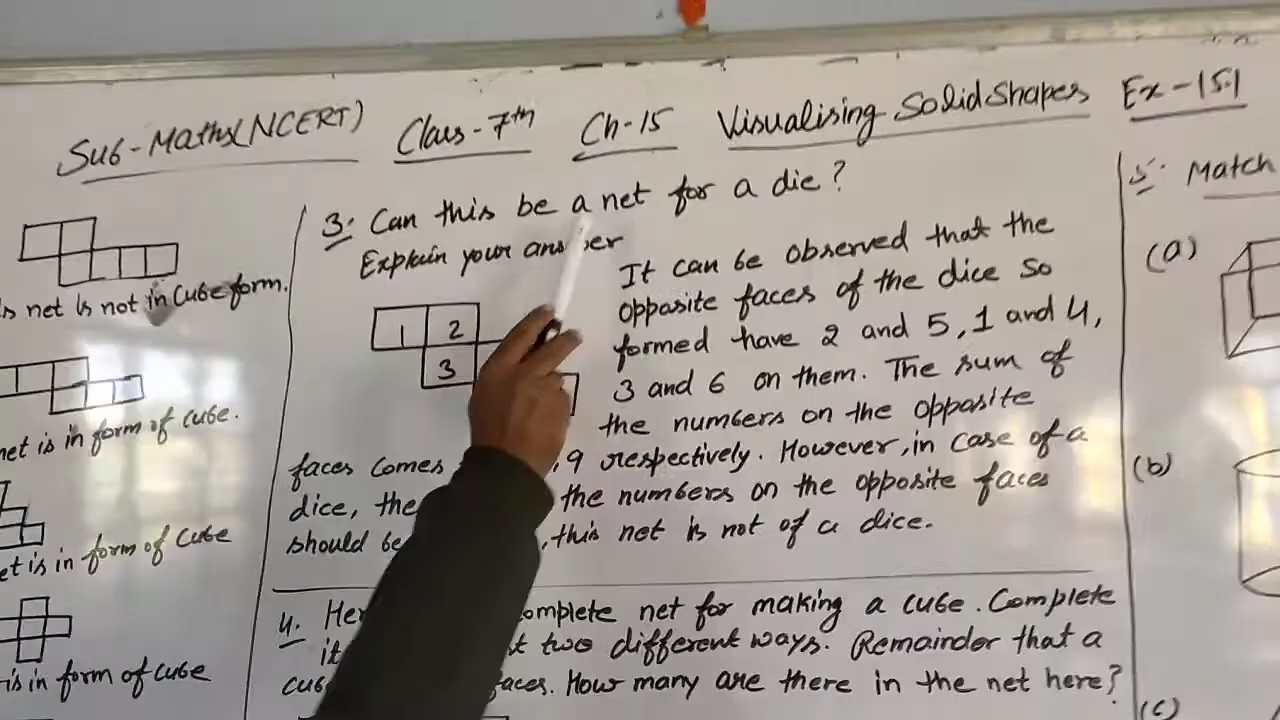 Sub-Maths(NCERT) Class-7th Ch-15 Visualising Solid Shapes Ex-15.1
net is not in Cube form.
net is in form of cube.
is in form of cube
is in form of cube
3. Can this be a net for a die?
Explain your answer
1 2
3
It can be observed that the
opposite faces of the dice so
formed have 2 and 5, 1 and 4,
3 and 6 on them. The sum of
the numbers on the opposite
faces comes , 9 respectively. However, in case of a
dice, the the numbers on the opposite faces
should be , this net is not of a dice.
4. two different ways. Remainder that a
net for making a cube. Complete
it
faces. How many are there in the net here?
5. Match
(a)
(b)
(c)